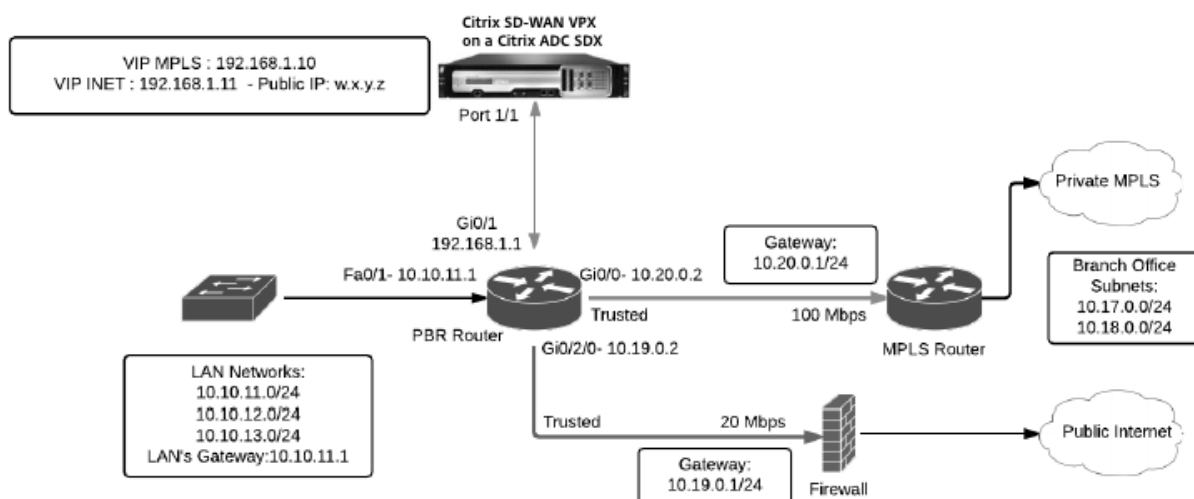 Citrix SD-WAN VPX
on a Citrix ADC SDX
VIP MPLS : 192.168.1.10
VIP INET : 192.168.1.11 - Public IP: w.x.y.z
Port 1/1
Private MPLS
Gi0/1
192.168.1.1
Gateway:
10.20.0.1/24
Fa0/1- 10.10.11.1
Gi0/0- 10.20.0.2
Branch Office
Subnets:
10.17.0.0/24
10.18.0.0/24
Trusted
100 Mbps
PBR Router
MPLS Router
Gi0/2/0- 10.19.0.2
LAN Networks:
10.10.11.0/24
10.10.12.0/24
10.10.13.0/24
LAN's Gateway:10.10.11.1
Trusted
20 Mbps
Public Internet
Gateway:
10.19.0.1/24
Firewall